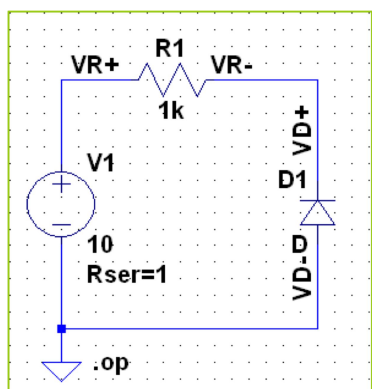 R1
VR+
VR-
1k
VD+
V1
D1
10
Rser=1
VD-D
.op